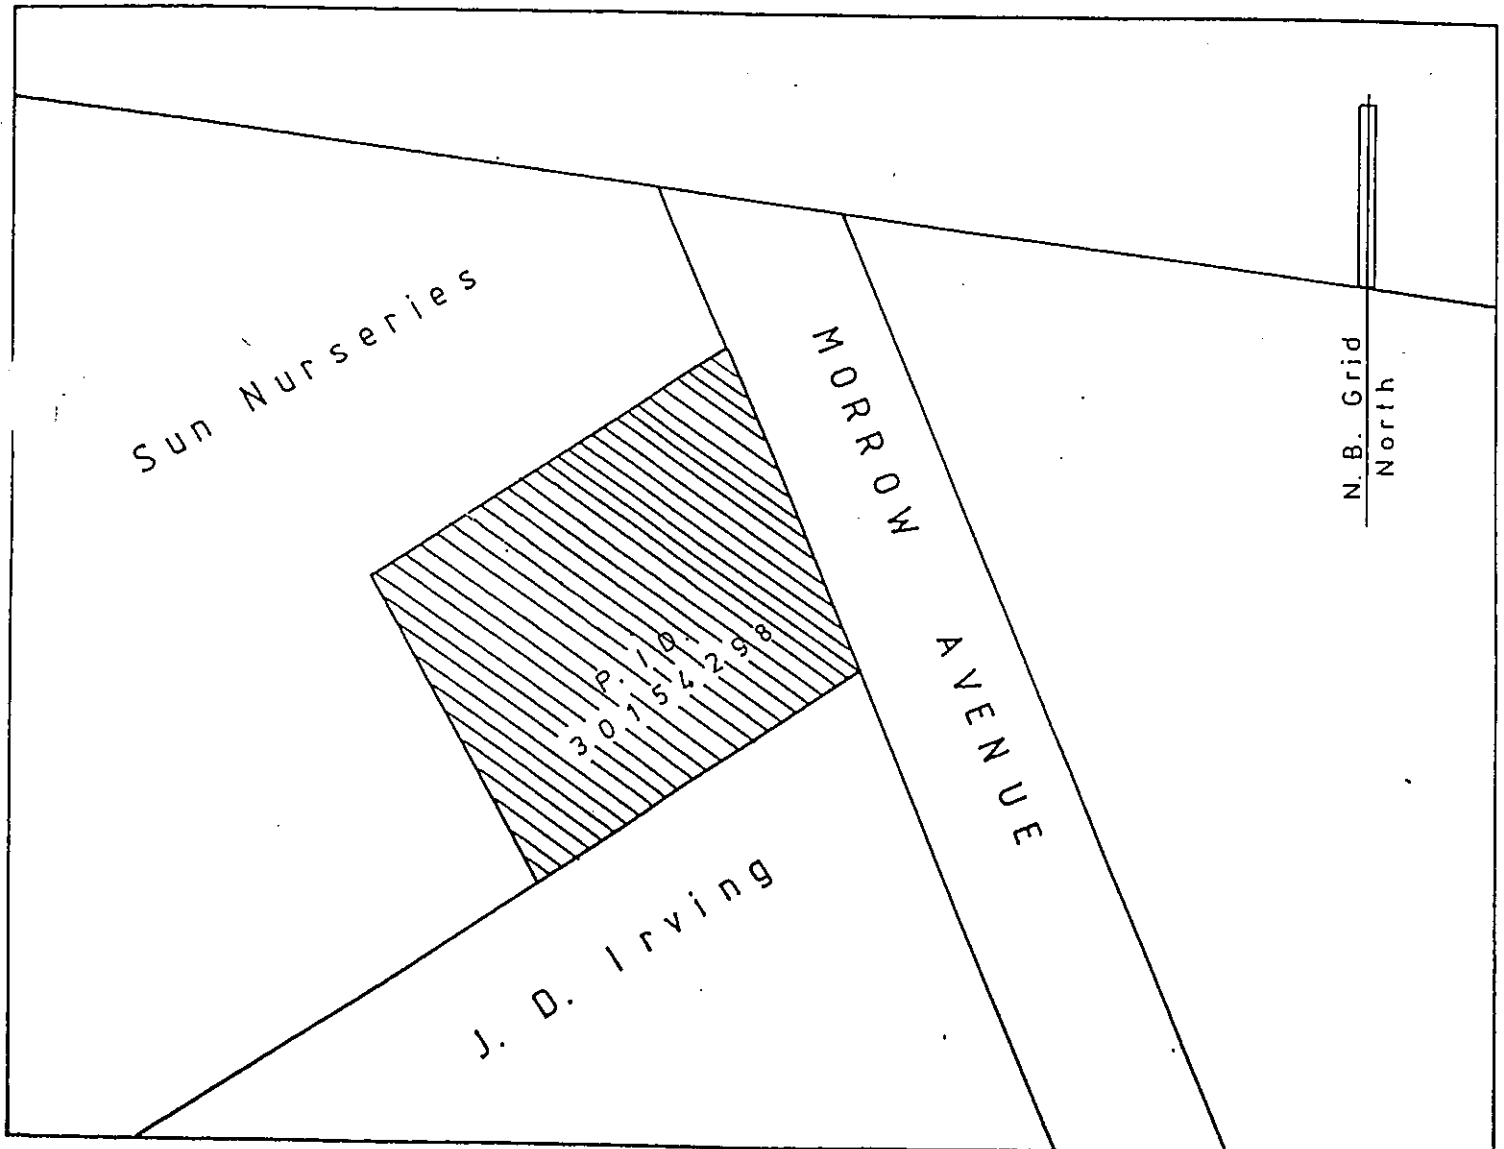 Sun Nurseries
MORROW AVENUE
N.B. Grid
North
P. I D.
30154298
J. D. Irving